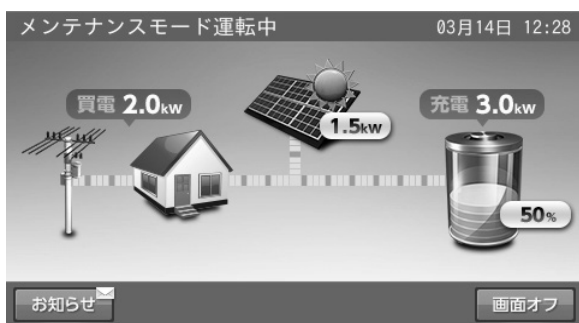 メンテナンスモード運転中 03月14日 12:28
買電 2.0kw
1.5kw
充電 3.0kw
50%
お知らせ 画面オフ